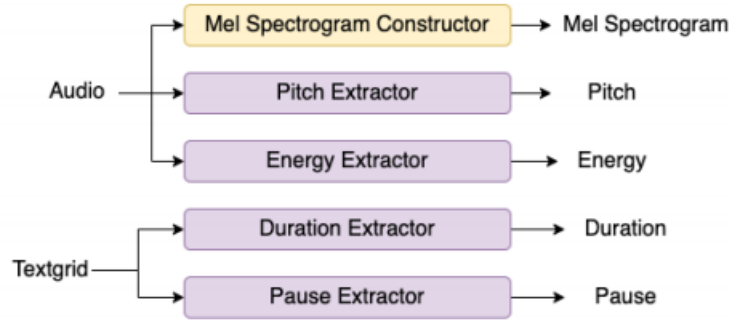 Mel Spectrogram Constructor
Mel Spectrogram
Audio
Pitch Extractor
Pitch
Energy Extractor
Energy
Duration Extractor
Duration
Textgrid
Pause Extractor
Pause